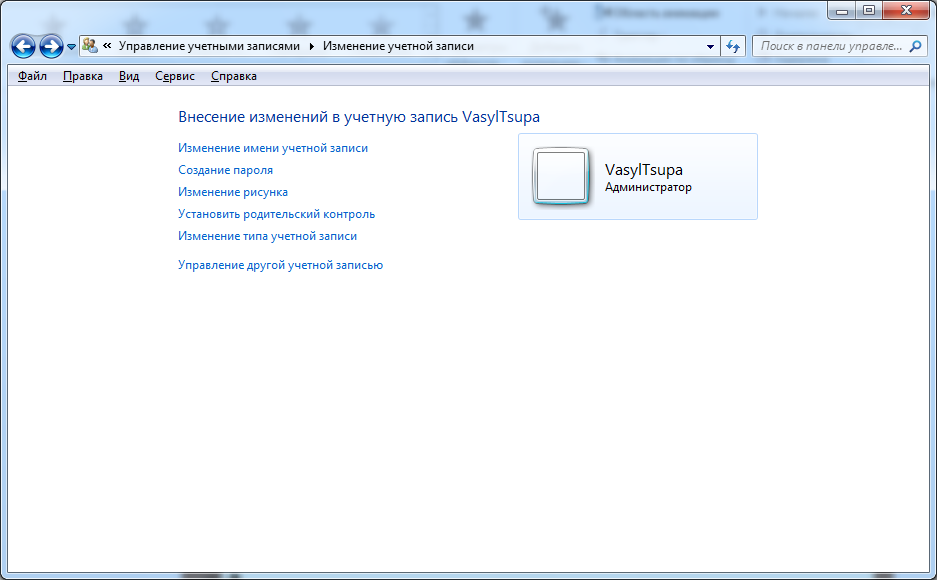 « Управление учетными записями Изменение учетной записи
Поиск в панели управле...
Файл Правка Вид Сервис Справка
Внесение изменений в учетную запись VasylTsupa
Изменение имени учетной записи
Создание пароля
Изменение рисунка
Установить родительский контроль
Изменение типа учетной записи
Управление другой учетной записью
VasylTsupa
Администратор